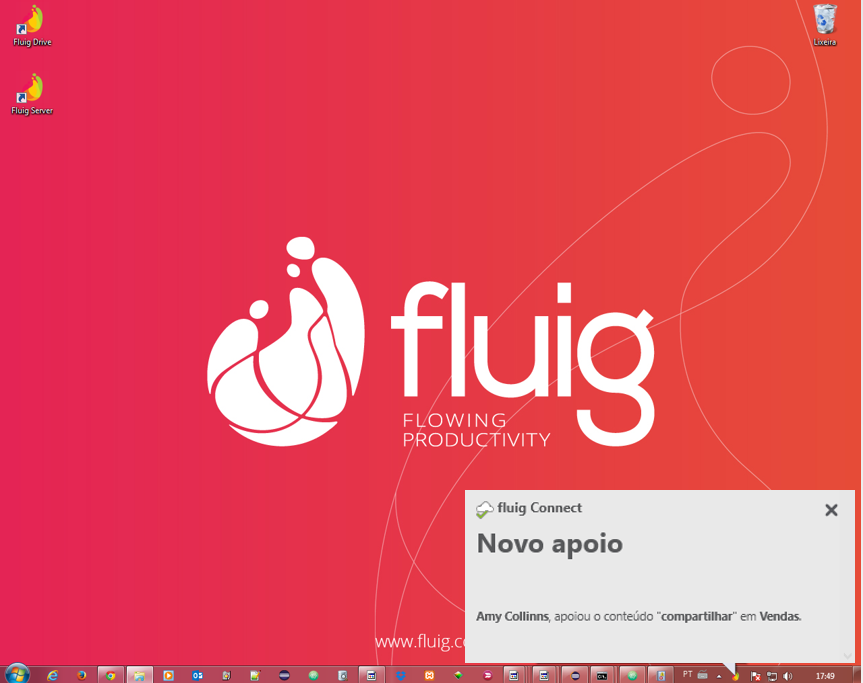 Fluig Drive
Lixeira
Fluig Server
fluig
FLOWING
PRODUCTIVITY
fluig Connect
Novo apoio
Amy Collinns, apoiou o conteúdo "compartilhar" em Vendas.
www.fluig.co
PT
17:49